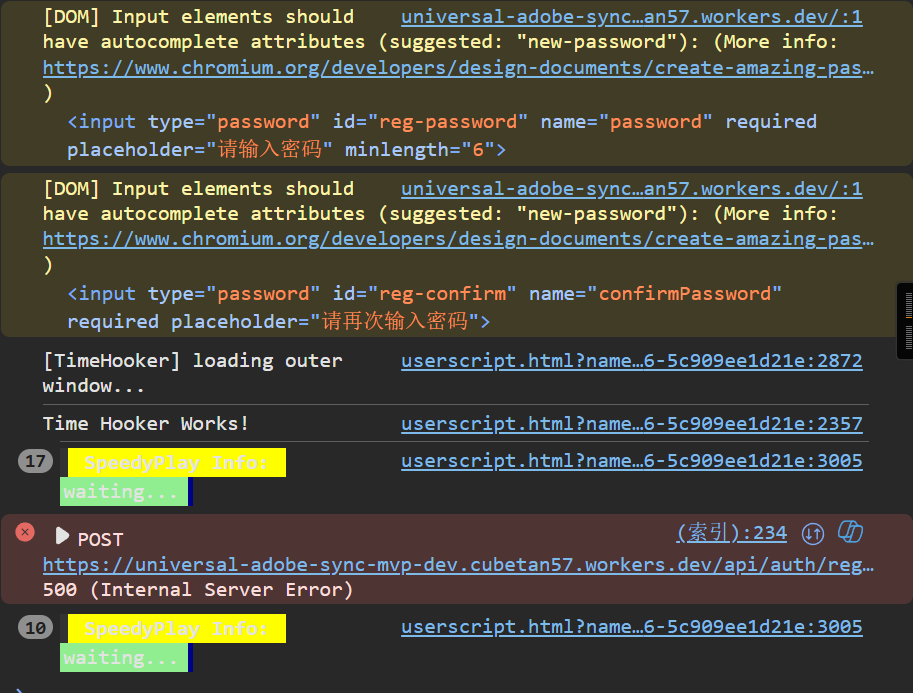 [DOM] Input elements should universal-adobe-sync…an57.workers.dev/:1
have autocomplete attributes (suggested: "new-password"): (More info:
https://www.chromium.org/developers/design-documents/create-amazing-pas…
)
<input type="password" id="reg-password" name="password" required
placeholder="请输入密码" minlength="6">
[DOM] Input elements should universal-adobe-sync…an57.workers.dev/:1
have autocomplete attributes (suggested: "new-password"): (More info:
https://www.chromium.org/developers/design-documents/create-amazing-pas…
)
<input type="password" id="reg-confirm" name="confirmPassword"
required placeholder="请再次输入密码">
[TimeHooker] loading outer userscript.html?name…6-5c909ee1d21e:2872
window...
Time Hooker Works! userscript.html?name…6-5c909ee1d21e:2357
17 SpeedyPlay Info: userscript.html?name…6-5c909ee1d21e:3005
waiting...
POST (索引):234
https://universal-adobe-sync-mvp-dev.cubetan57.workers.dev/api/auth/reg…
500 (Internal Server Error)
10 SpeedyPlay Info: userscript.html?name…6-5c909ee1d21e:3005
waiting...